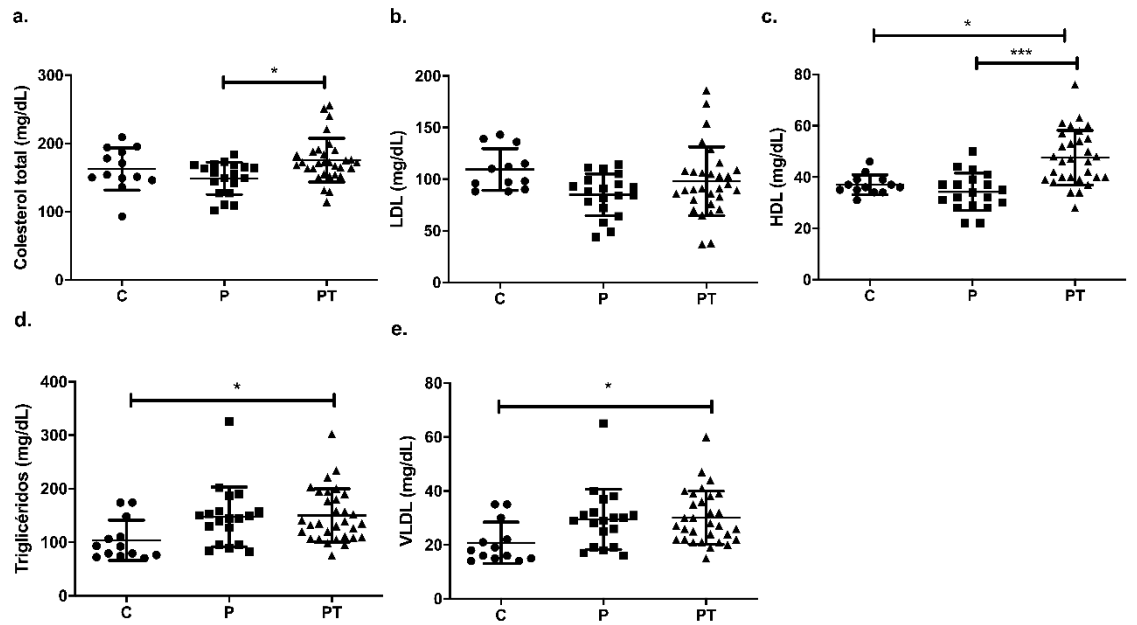 a.
*
Colesterol total (mg/dL)
300
200
100
0
C P PT
b.
LDL (mg/dL)
200
150
100
50
0
C P PT
c.
*
***
HDL (mg/dL)
80
60
40
20
0
C P PT
d.
*
Triglicéridos (mg/dL)
400
300
200
100
0
C P PT
e.
*
VLDL (mg/dL)
80
60
40
20
0
C P PT